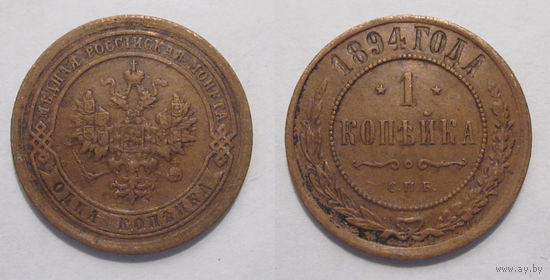 МѢДНАЯ РОССІЙСКАЯ МОНЕТА
ОДНА КОПѢЙКА
1894 ГОДА
1
КОПѢЙКА
С.П.Б.
www.ay.by